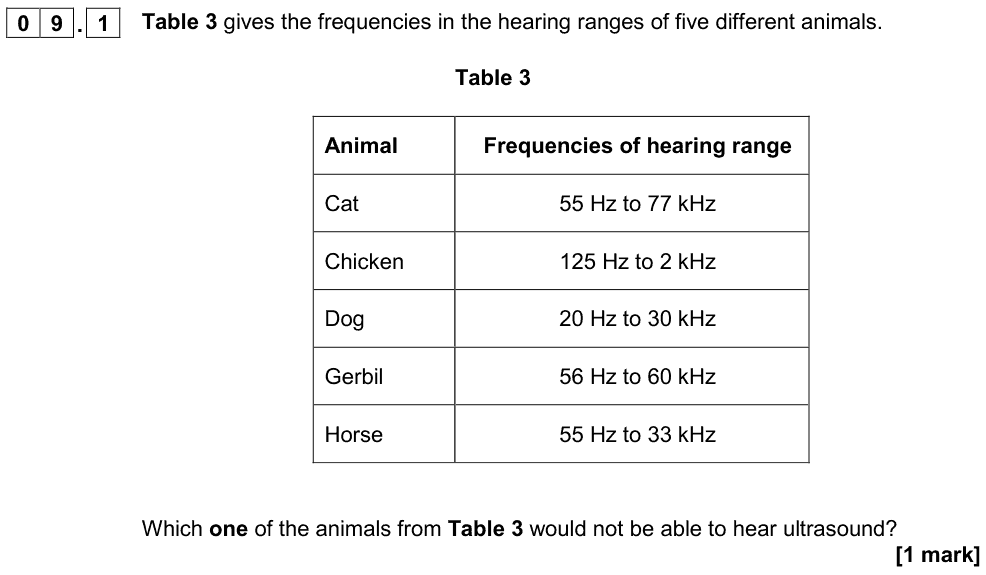 0 9 . 1 Table 3 gives the frequencies in the hearing ranges of five different animals.
Table 3
Animal Frequencies of hearing range
Cat 55 Hz to 77 kHz
Chicken 125 Hz to 2 kHz
Dog 20 Hz to 30 kHz
Gerbil 56 Hz to 60 kHz
Horse 55 Hz to 33 kHz
Which one of the animals from Table 3 would not be able to hear ultrasound?
[1 mark]